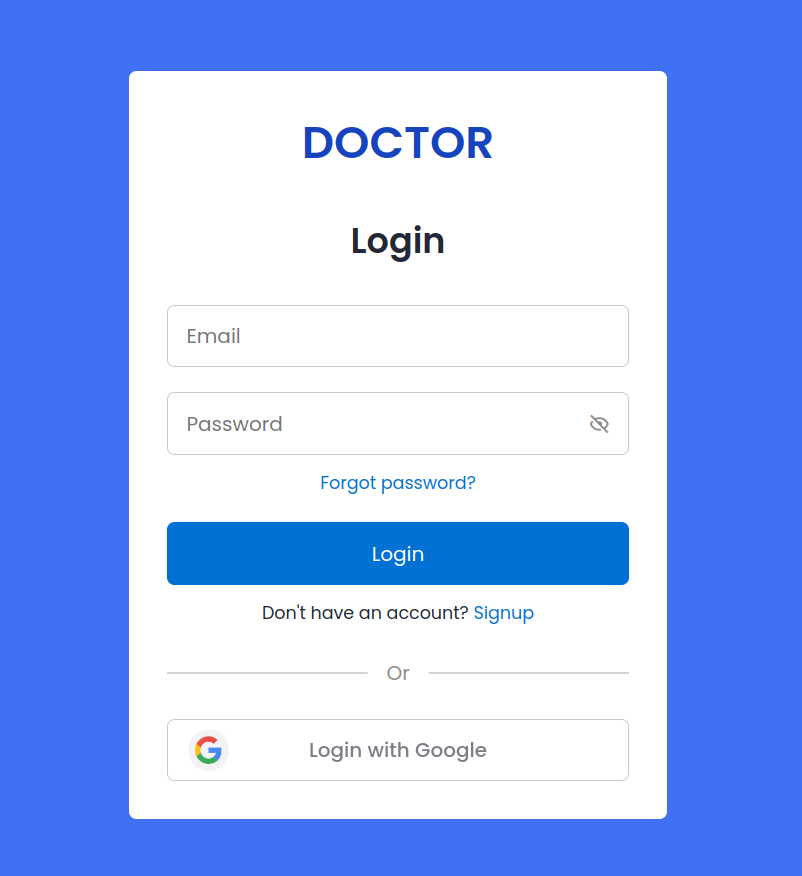 DOCTOR
Login
Email
Password
Forgot password?
Login
Don't have an account? Signup
Or
Login with Google